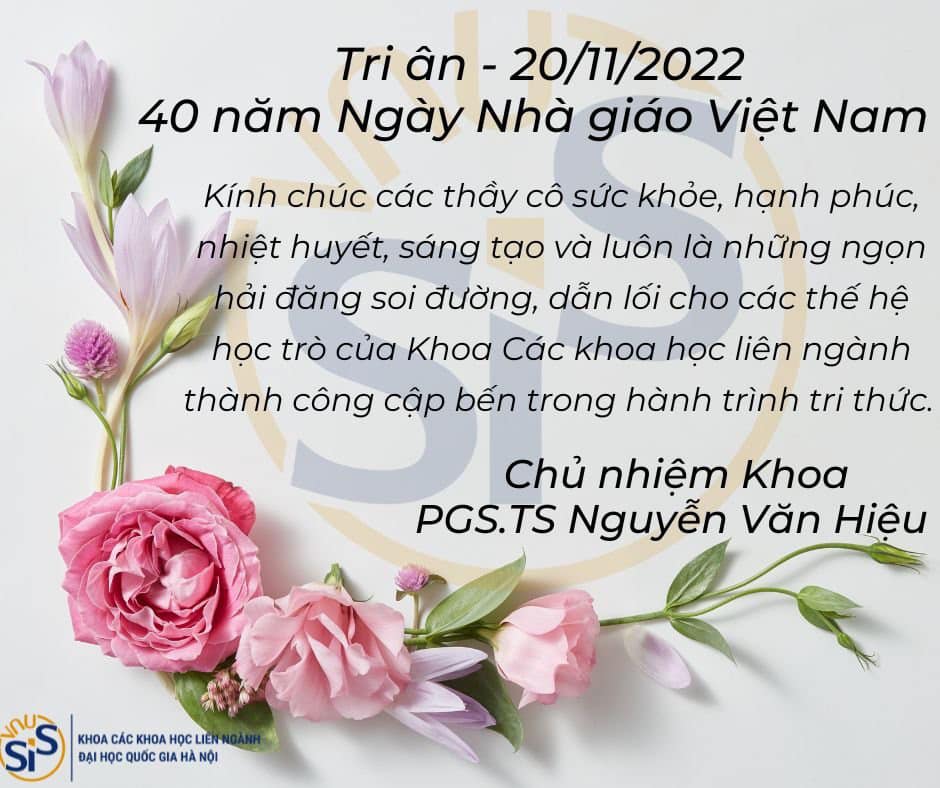 Tri ân - 20/11/2022
40 năm Ngày Nhà giáo Việt Nam
Kính chúc các thầy cô sức khỏe, hạnh phúc,
nhiệt huyết, sáng tạo và luôn là những ngọn
hải đăng soi đường, dẫn lối cho các thế hệ
học trò của Khoa Các khoa học liên ngành
thành công cập bến trong hành trình tri thức.
Chủ nhiệm Khoa
PGS.TS Nguyễn Văn Hiệu
VNU
SiS
KHOA CÁC KHOA HỌC LIÊN NGÀNH
ĐẠI HỌC QUỐC GIA HÀ NỘI
VNU
SiS